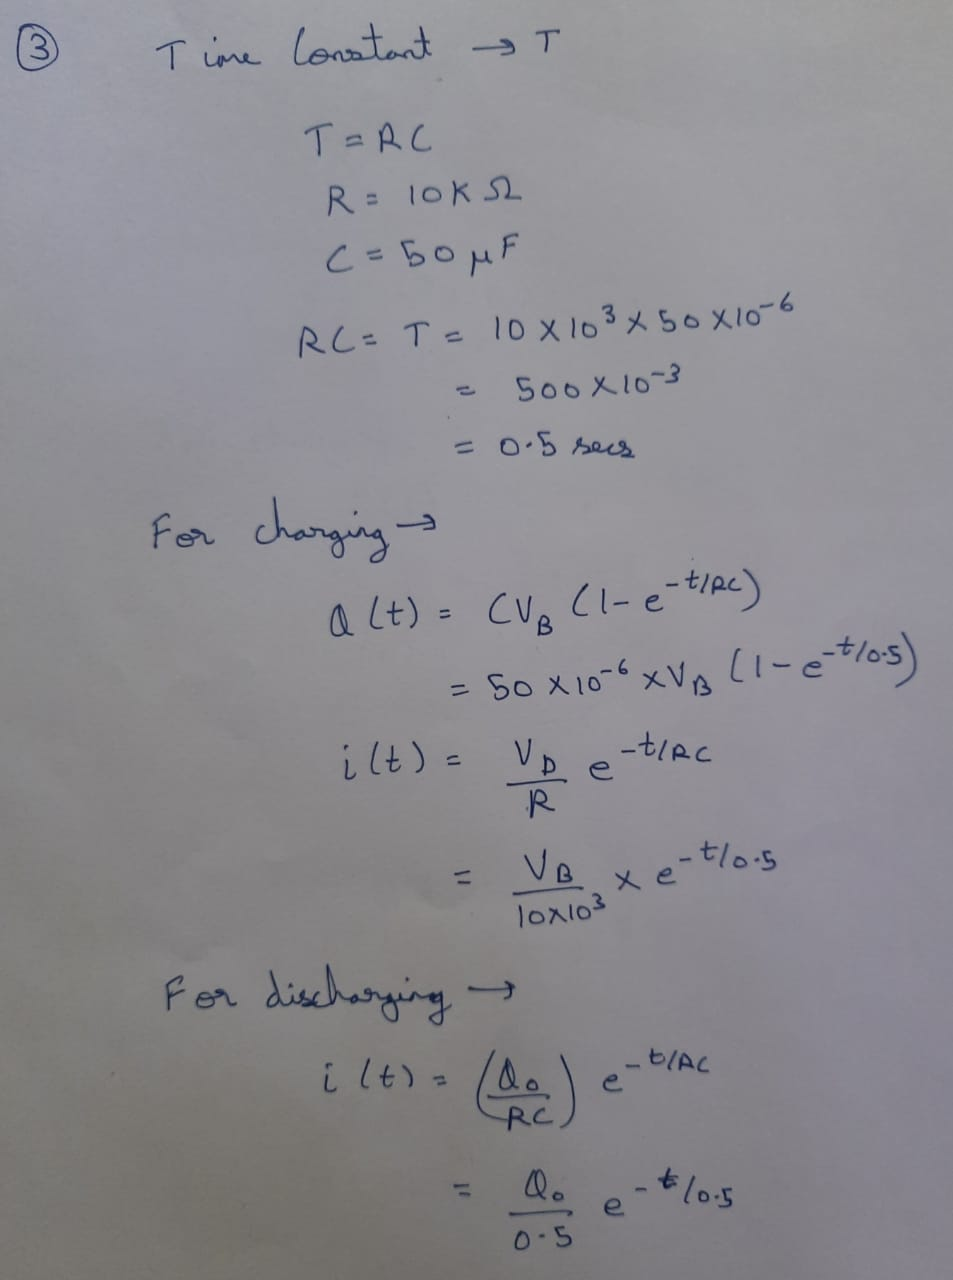 ③ Time Constant → T
T = RC
R = 10KΩ
C = 50 μF
RC = T = 10 × 10³ × 50 × 10⁻⁶
= 500 × 10⁻³
= 0.5 secs
For charging →
Q(t) = CV_B (1 - e^{-t/RC})
= 50 × 10⁻⁶ × V_B (1 - e^{-t/0.5})
i(t) = V_B/R e^{-t/RC}
= V_B/(10×10³) × e^{-t/0.5}
For discharging →
i(t) = (Q₀/RC) e^{-t/RC}
= Q₀/0.5 e^{-t/0.5}